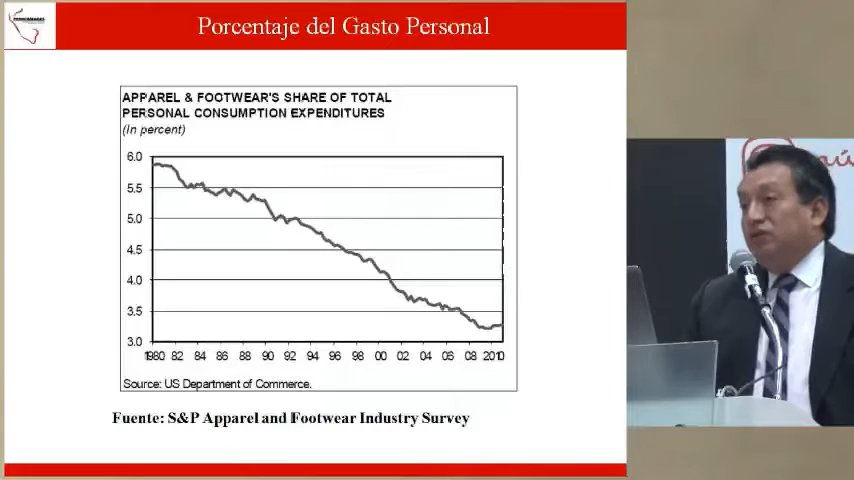 Porcentaje del Gasto Personal
APPAREL & FOOTWEAR'S SHARE OF TOTAL
PERSONAL CONSUMPTION EXPENDITURES
(In percent)
6.0
5.5
5.0
4.5
4.0
3.5
3.0
1980 82 84 86 88 90 92 94 96 98 00 02 04 06 08 2010
Source: US Department of Commerce.
Fuente: S&P Apparel and Footwear Industry Survey